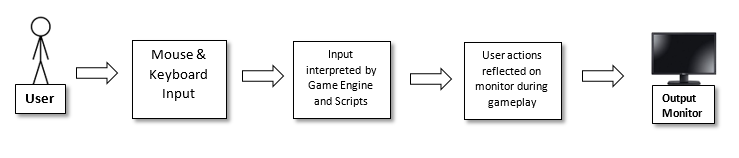 User
Mouse &
Keyboard
Input
Input
interpreted by
Game Engine
and Scripts
User actions
reflected on
monitor during
gameplay
Output
Monitor